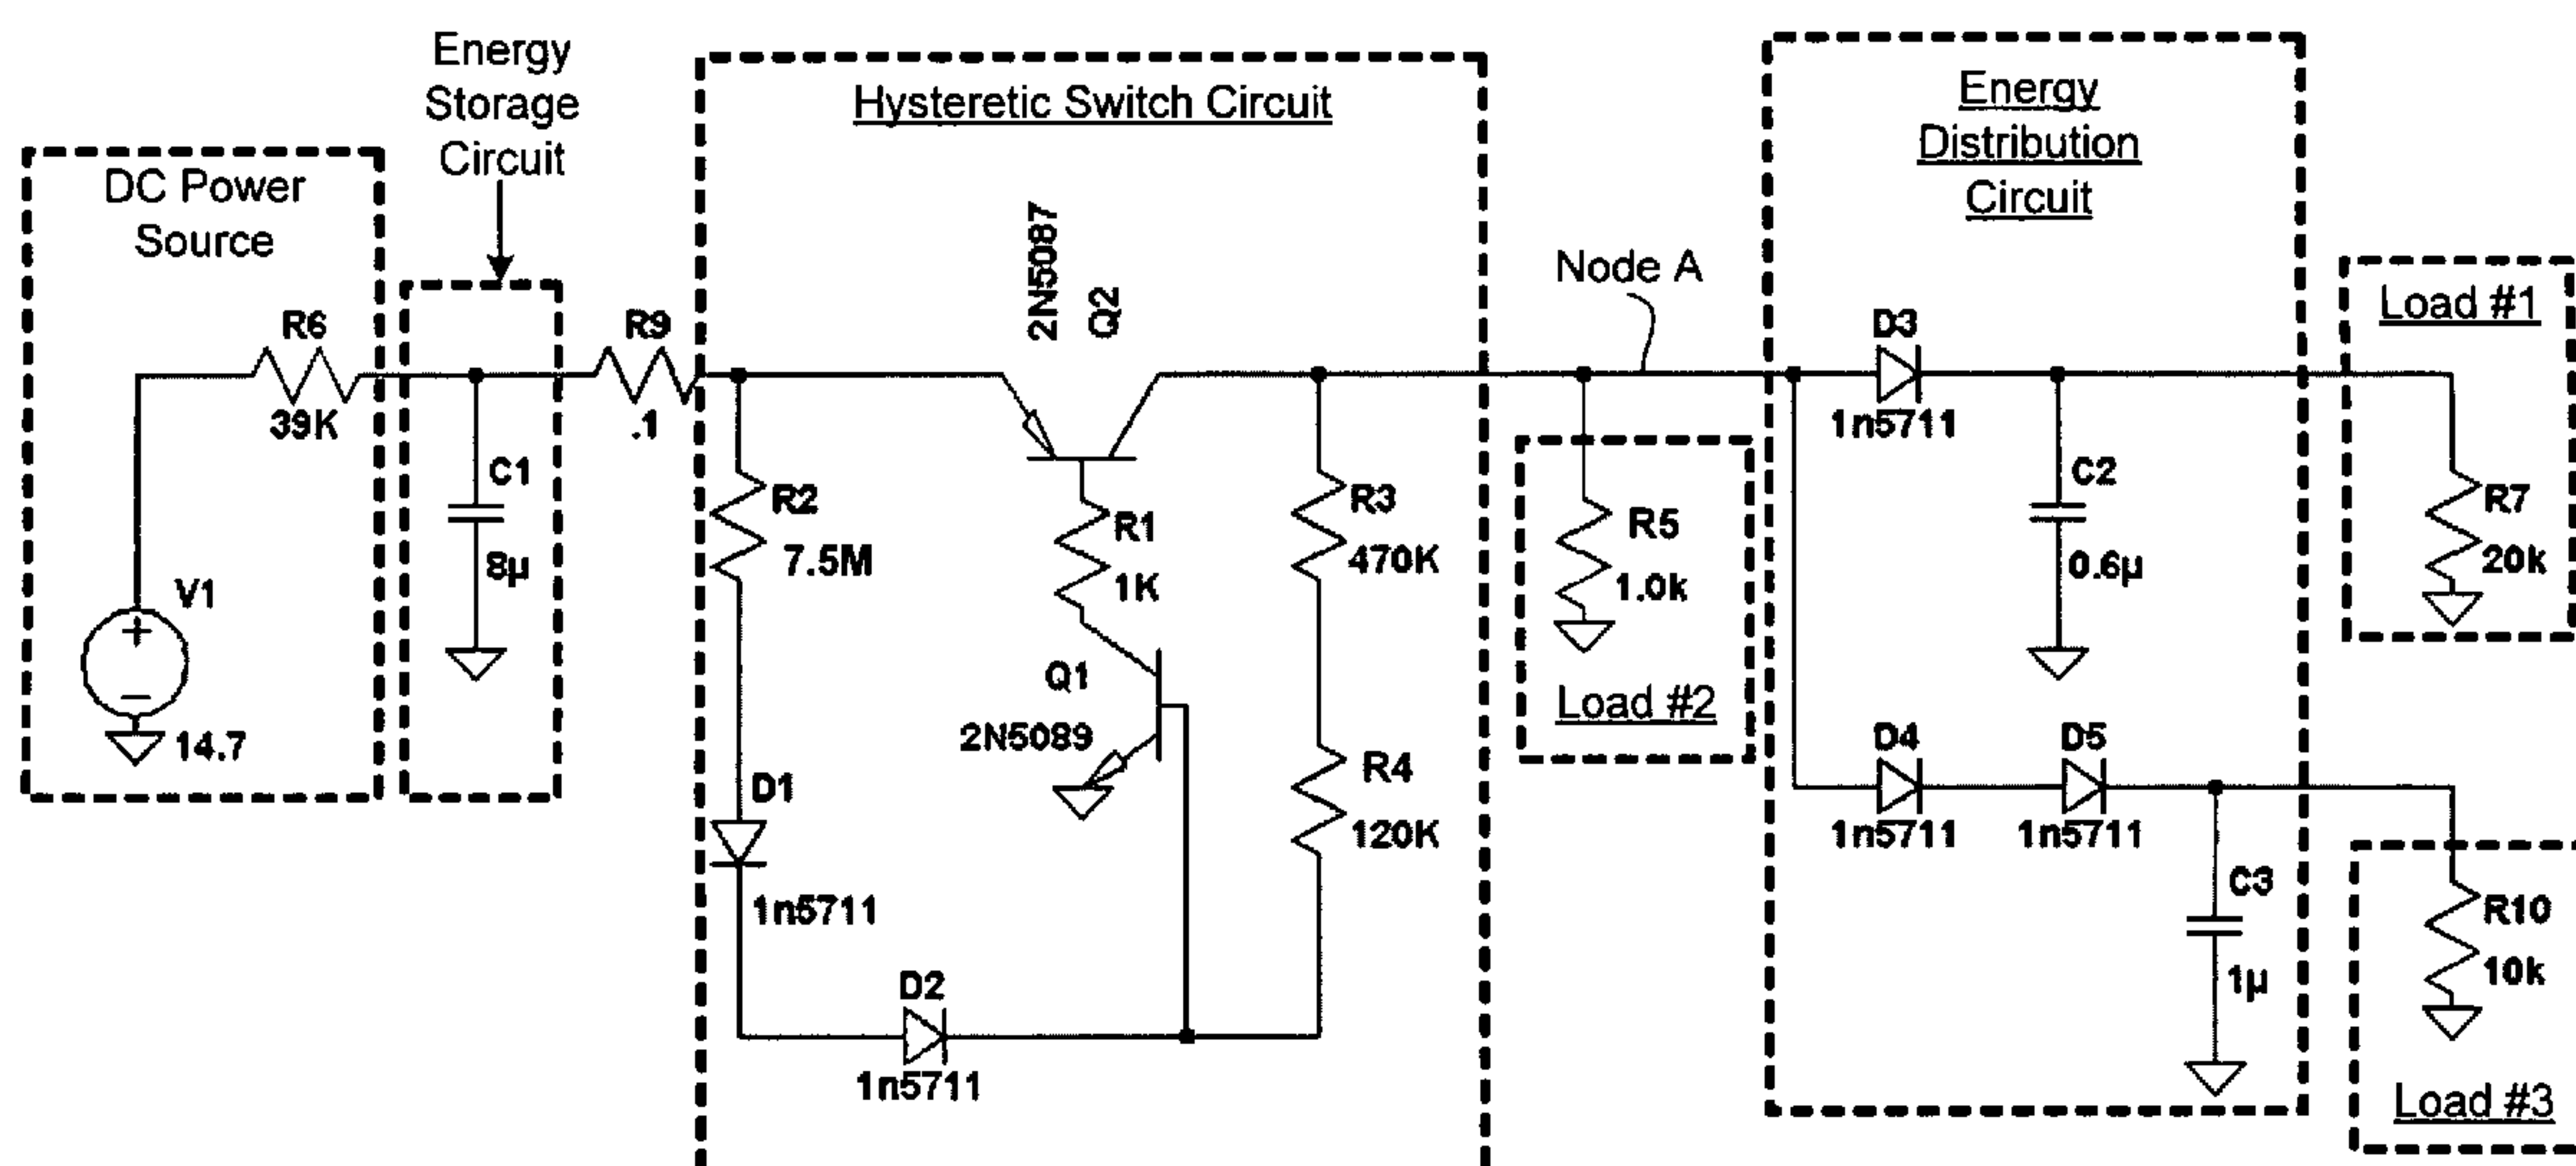 Energy
Storage
Circuit
DC Power
Source
R6
39K
V1
+
−
14.7
C1
8µ
R9
.1
Hysteretic Switch Circuit
2N5087
Q2
R2
7.5M
R1
1K
Q1
2N5089
D1
1n5711
D2
1n5711
R3
470K
R4
120K
Node A
R5
1.0k
Load #2
Energy
Distribution
Circuit
D3
1n5711
C2
0.6µ
D4
1n5711
D5
1n5711
C3
1µ
Load #1
R7
20k
R10
10k
Load #3